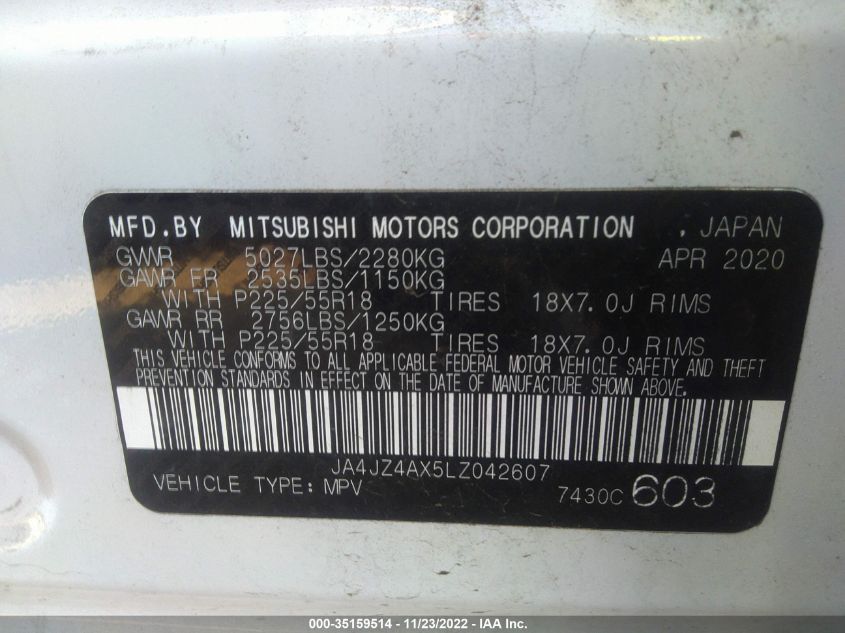 MFD.BY MITSUBISHI MOTORS CORPORATION , JAPAN
GVWR 5027LBS/2280KG APR 2020
GAWR FR 2535LBS/1150KG
WITH P225/55R18 TIRES 18X7.0J RIMS
GAWR RR 2756LBS/1250KG
WITH P225/55R18 TIRES 18X7.0J RIMS
THIS VEHICLE CONFORMS TO ALL APPLICABLE FEDERAL MOTOR VEHICLE SAFETY AND THEFT
PREVENTION STANDARDS IN EFFECT ON THE DATE OF MANUFACTURE SHOWN ABOVE.
JA4JZ4AX5LZ042607
VEHICLE TYPE: MPV 7430C 603
000-35159514 - 11/23/2022 - IAA Inc.